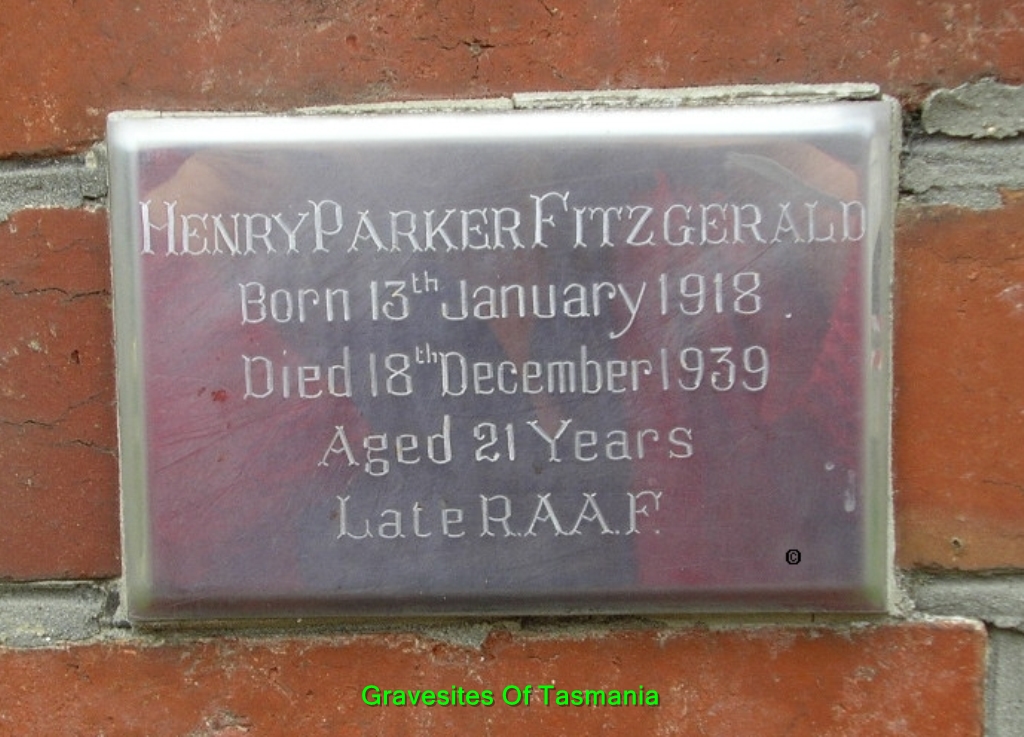 Henry Parker Fitzgerald
Born 13th January 1918.
Died 18th December 1939
Aged 21 Years
Late R.A.A.F.
©
Gravesites Of Tasmania